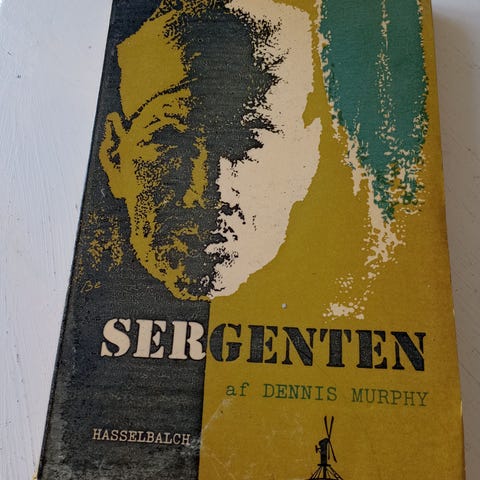 SERGENTEN
af DENNIS MURPHY
HASSELBALCH